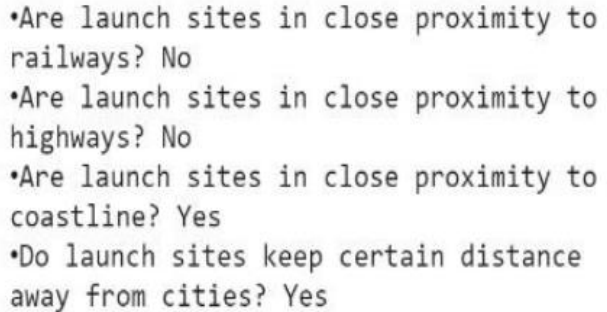 •Are launch sites in close proximity to
railways? No
•Are launch sites in close proximity to
highways? No
•Are launch sites in close proximity to
coastline? Yes
•Do launch sites keep certain distance
away from cities? Yes